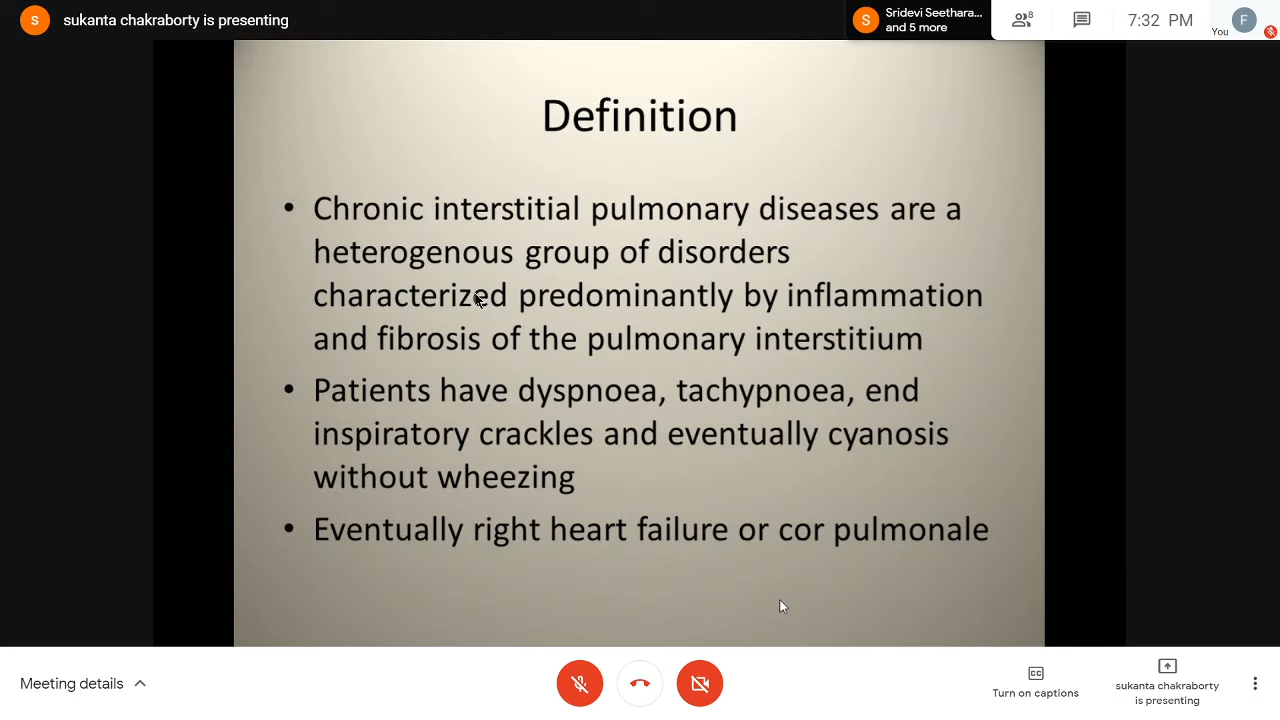 S
sukanta chakraborty is presenting
S
Sridevi Seethara...
and 5 more
8
7:32 PM
You
F
Definition
• Chronic interstitial pulmonary diseases are a
heterogenous group of disorders
characterized predominantly by inflammation
and fibrosis of the pulmonary interstitium
• Patients have dyspnoea, tachypnoea, end
inspiratory crackles and eventually cyanosis
without wheezing
• Eventually right heart failure or cor pulmonale
Meeting details
CC
Turn on captions
sukanta chakraborty
is presenting